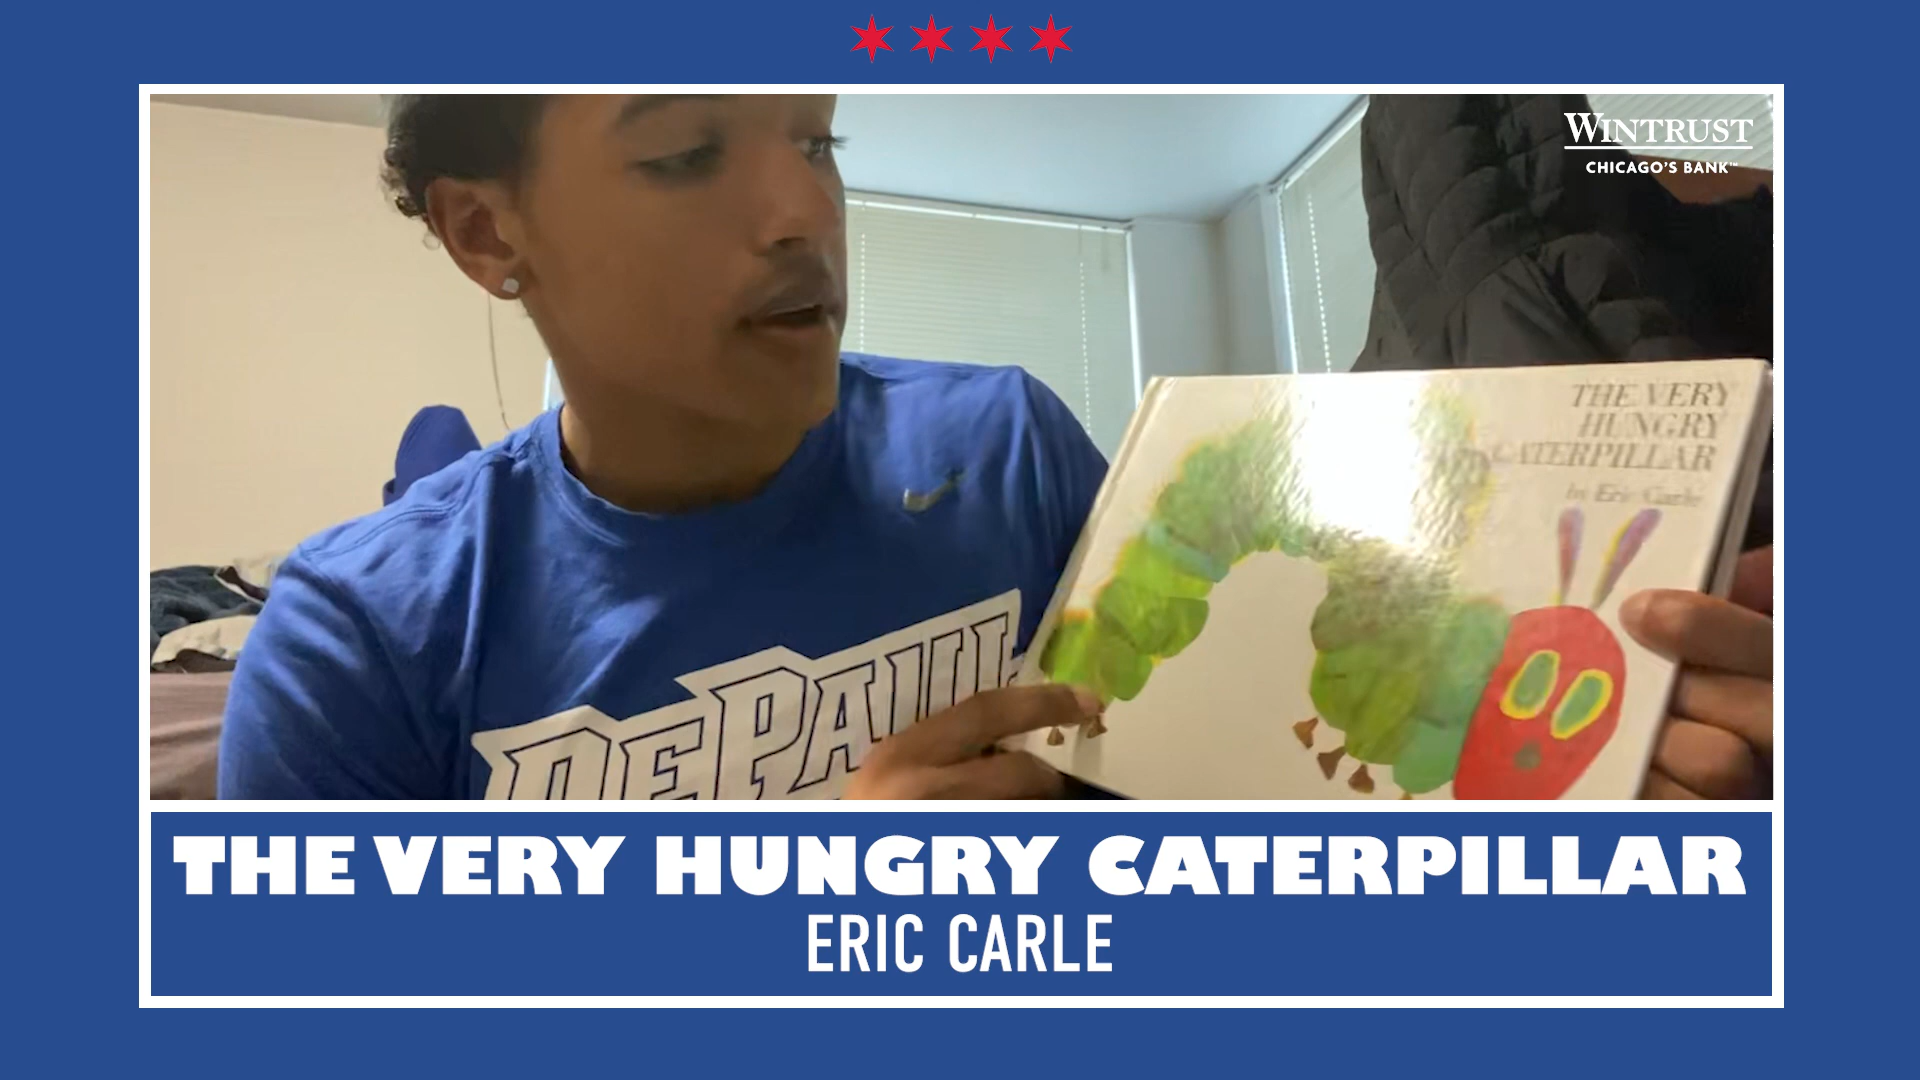 WINTRUST
CHICAGO'S BANK™
THE VERY
HUNGRY
CATERPILLAR
by Eric Carle
DEPAUL
THE VERY HUNGRY CATERPILLAR
ERIC CARLE